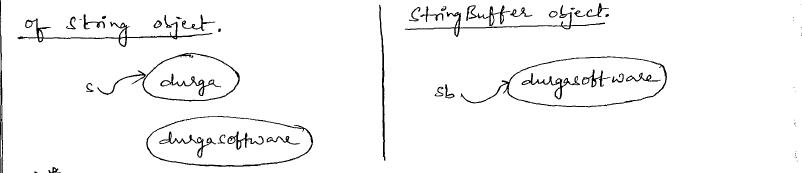 of String object.
s
durga
durgasoftware
StringBuffer object.
sb
durgasoftware